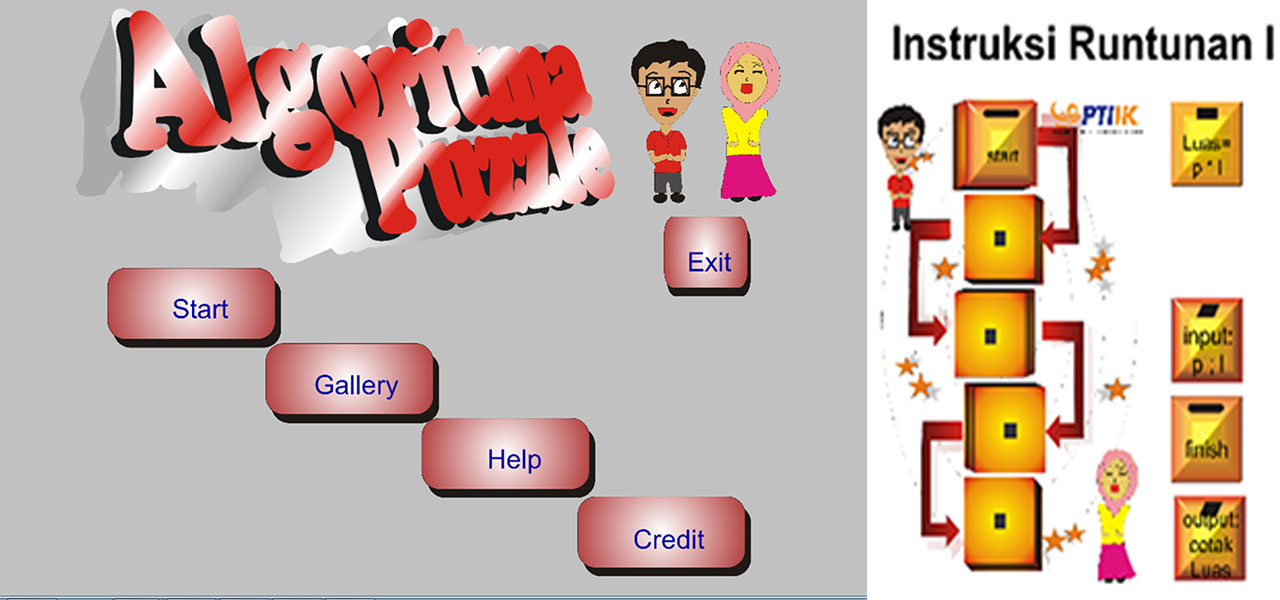 Algoritma
Puzzle
Exit
Start
Gallery
Help
Credit
Instruksi Runtunan I
PTIIK
start
Luas=
p * l
input:
p ; l
finish
output:
cetak
Luas